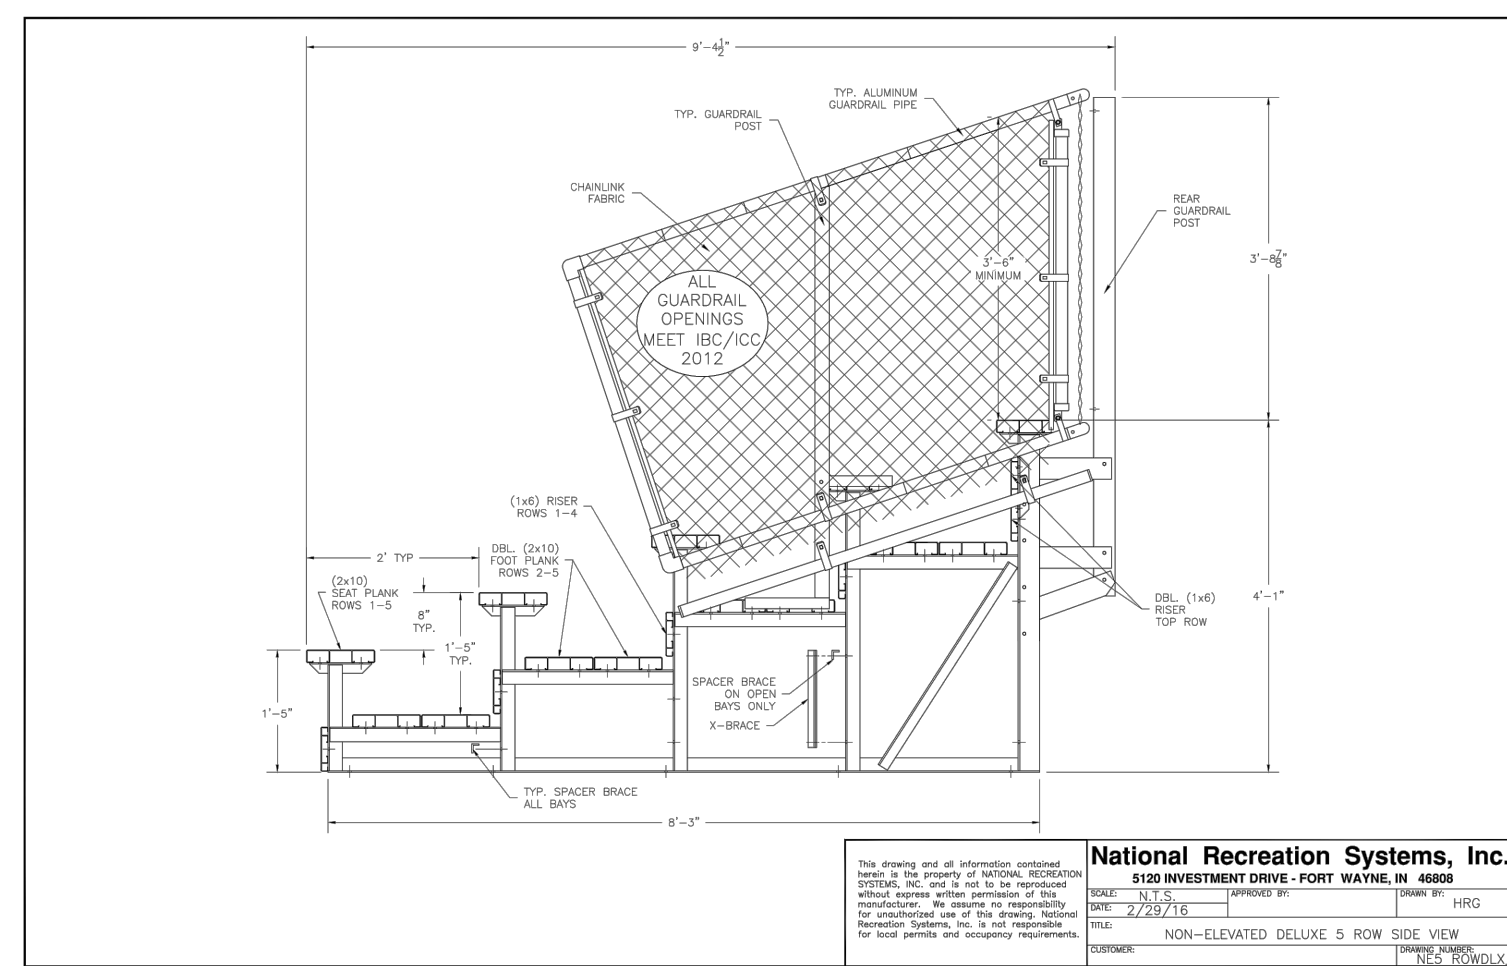 9'-4½"
TYP. ALUMINUM
GUARDRAIL PIPE
TYP. GUARDRAIL
POST
CHAINLINK
FABRIC
REAR
GUARDRAIL
POST
3'-8⅞"
3'-6"
MINIMUM
ALL
GUARDRAIL
OPENINGS
MEET IBC/ICC
2012
(1x6) RISER
ROWS 1-4
DBL. (2x10)
FOOT PLANK
ROWS 2-5
2' TYP
(2x10)
SEAT PLANK
ROWS 1-5
8"
TYP.
1'-5"
TYP.
DBL. (1x6)
RISER
TOP ROW
4'-1"
SPACER BRACE
ON OPEN
BAYS ONLY
X-BRACE
1'-5"
TYP. SPACER BRACE
ALL BAYS
8'-3"
This drawing and all information contained
herein is the property of NATIONAL RECREATION
SYSTEMS, INC. and is not to be reproduced
without express written permission of this
manufacturer. We assume no responsibility
for unauthorized use of this drawing. National
Recreation Systems, Inc. is not responsible
for local permits and occupancy requirements.
National Recreation Systems, Inc.
5120 INVESTMENT DRIVE - FORT WAYNE, IN 46808
SCALE: N.T.S.
APPROVED BY:
DRAWN BY: HRG
DATE: 2/29/16
TITLE: NON-ELEVATED DELUXE 5 ROW SIDE VIEW
CUSTOMER:
DRAWING NUMBER:
NE5 ROWDLX